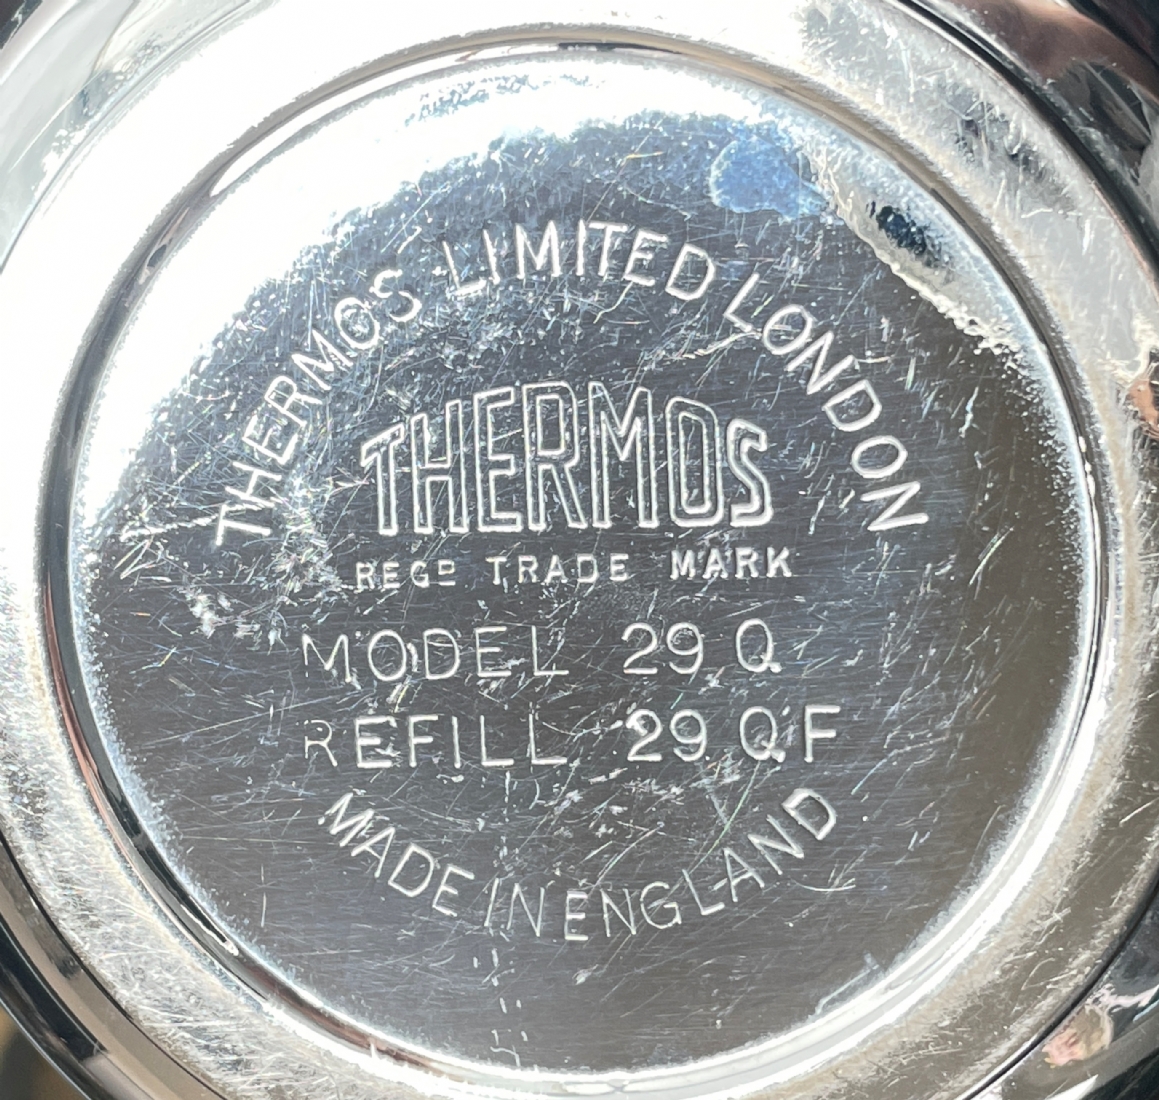 THERMOS LIMITED LONDON
THERMOS
REGD TRADE MARK
MODEL 29 Q
REFILL 29 QF
MADE IN ENGLAND